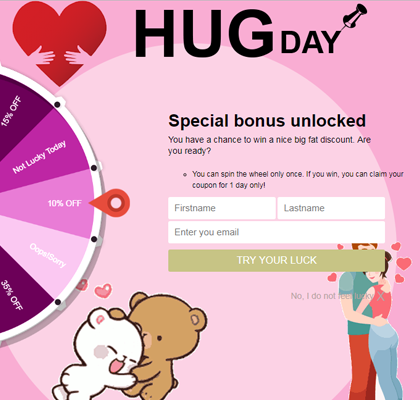 HUG DAY
15% OFF
Not Lucky Today
10% OFF
Oops!Sorry
35% OFF
Special bonus unlocked
You have a chance to win a nice big fat discount. Are
you ready?
You can spin the wheel only once. If you win, you can claim your
coupon for 1 day only!
Firstname
Lastname
Enter you email
TRY YOUR LUCK
No, I do not feel lucky X